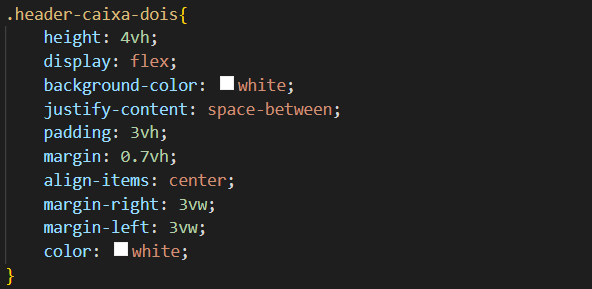 .header-caixa-dois{
height: 4vh;
display: flex;
background-color: white;
justify-content: space-between;
padding: 3vh;
margin: 0.7vh;
align-items: center;
margin-right: 3vw;
margin-left: 3vw;
color: white;
}